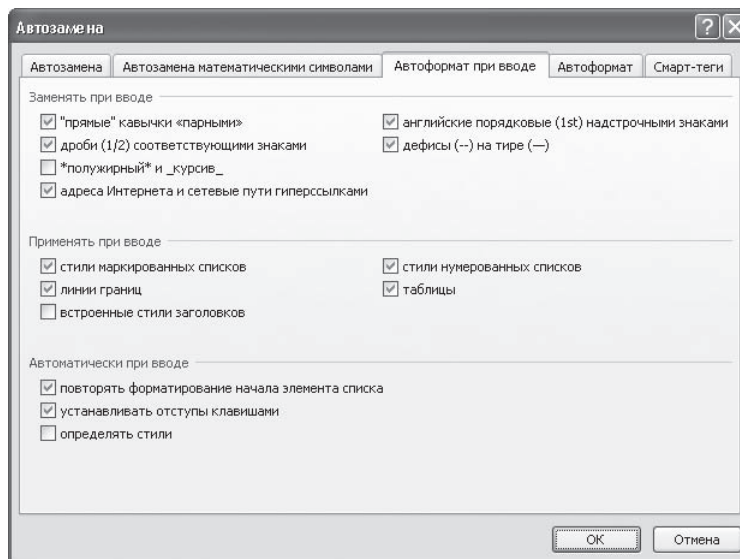 Автозамена
Автозамена Автозамена математическими символами Автоформат при вводе Автоформат Смарт-теги
Заменять при вводе
"прямые" кавычки «парными» английские порядковые (1st) надстрочными знаками
дроби (1/2) соответствующими знаками дефисы (--) на тире (—)
*полужирный* и _курсив_
адреса Интернета и сетевые пути гиперссылками
Применять при вводе
стили маркированных списков стили нумерованных списков
линии границ таблицы
встроенные стили заголовков
Автоматически при вводе
повторять форматирование начала элемента списка
устанавливать отступы клавишами
определять стили
ОК Отмена